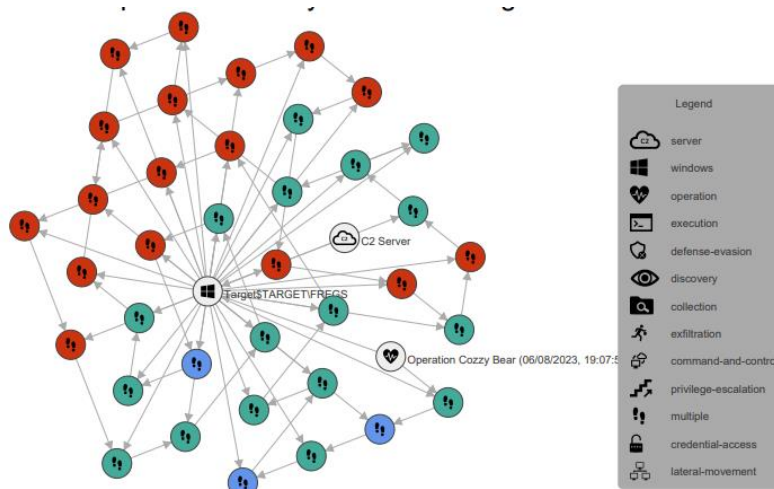 C2 Server
Target$TARGET\FREGS
Operation Cozzy Bear (06/08/2023, 19:07:5
Legend
C2
server
windows
operation
execution
defense-evasion
discovery
collection
exfiltration
command-and-control
privilege-escalation
multiple
credential-access
lateral-movement